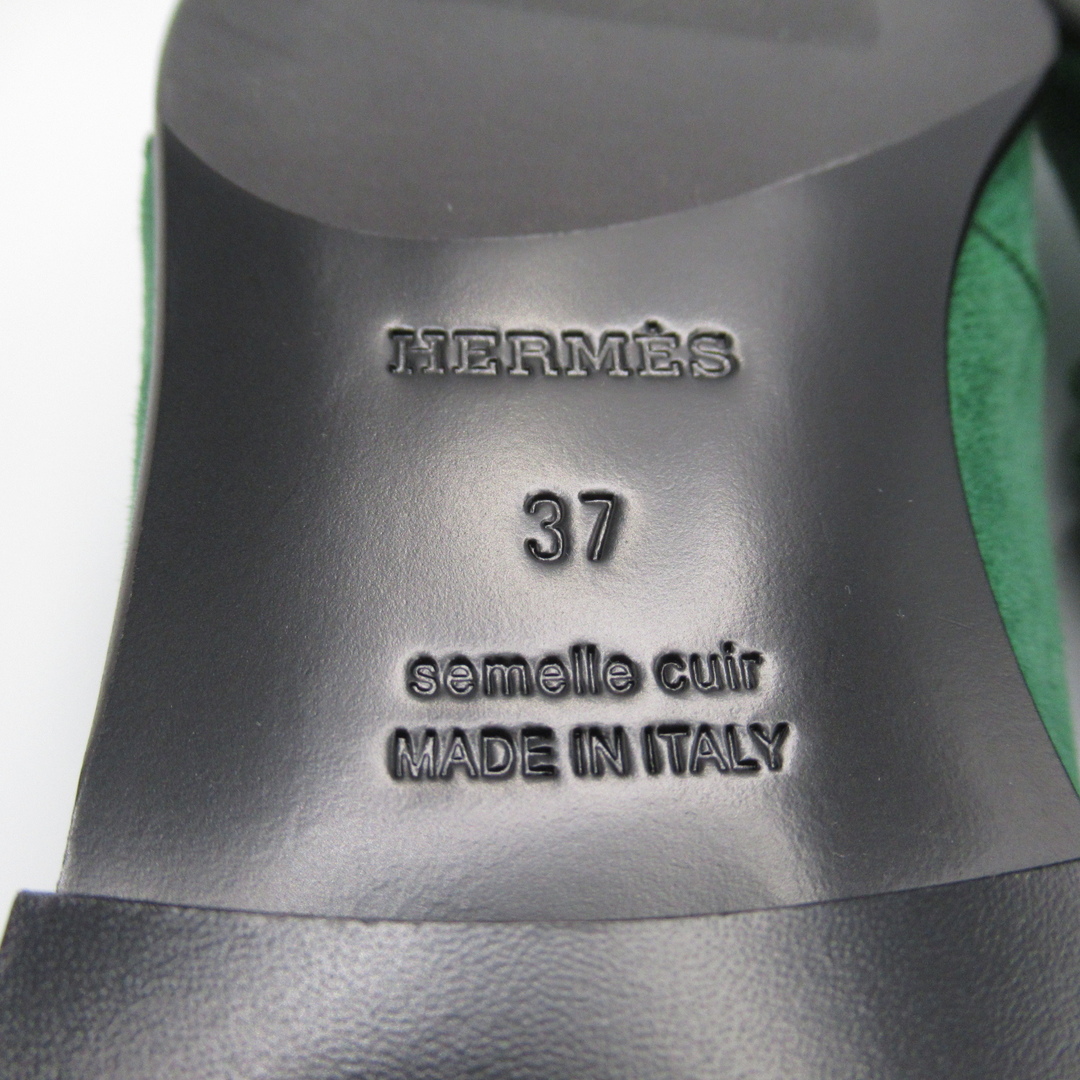 HERMÈS
37
semelle cuir
MADE IN ITALY